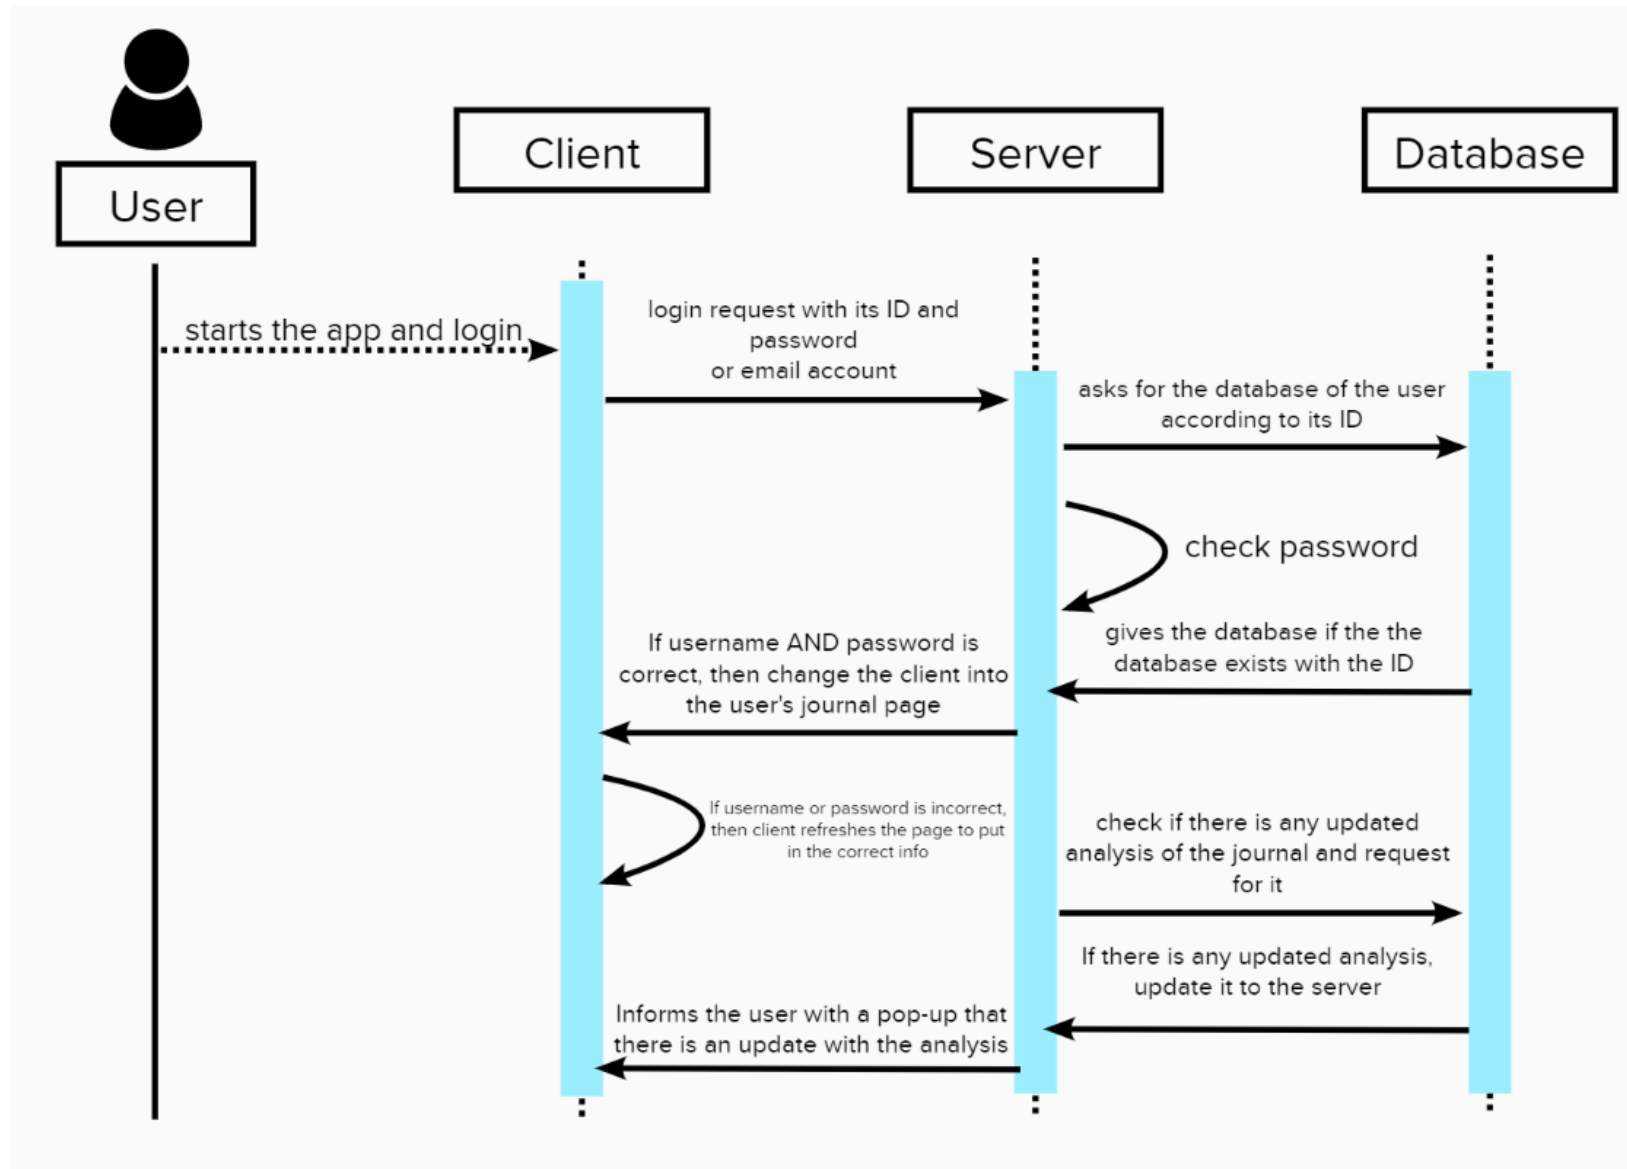 User
Client
Server
Database
starts the app and login
login request with its ID and
password
or email account
asks for the database of the user
according to its ID
check password
gives the database if the the
database exists with the ID
If username AND password is
correct, then change the client into
the user's journal page
If username or password is incorrect,
then client refreshes the page to put
in the correct info
check if there is any updated
analysis of the journal and request
for it
If there is any updated analysis,
update it to the server
Informs the user with a pop-up that
there is an update with the analysis